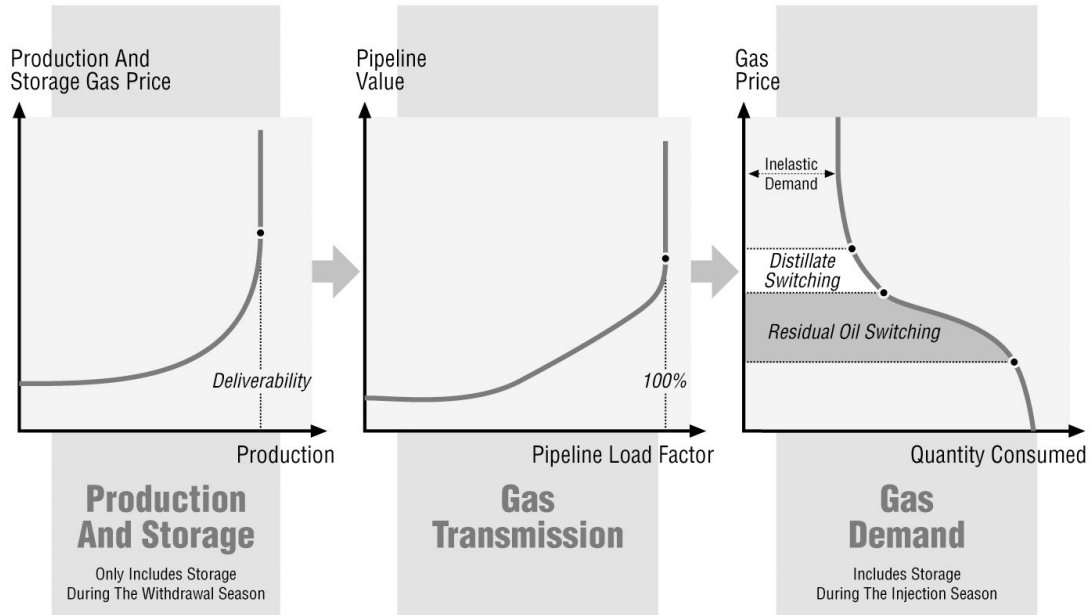 Production And
Storage Gas Price
Deliverability
Production
Production
And Storage
Only Includes Storage
During The Withdrawal Season
Pipeline
Value
100%
Pipeline Load Factor
Gas
Transmission
Gas
Price
Inelastic
Demand
Distillate
Switching
Residual Oil Switching
Quantity Consumed
Gas
Demand
Includes Storage
During The Injection Season